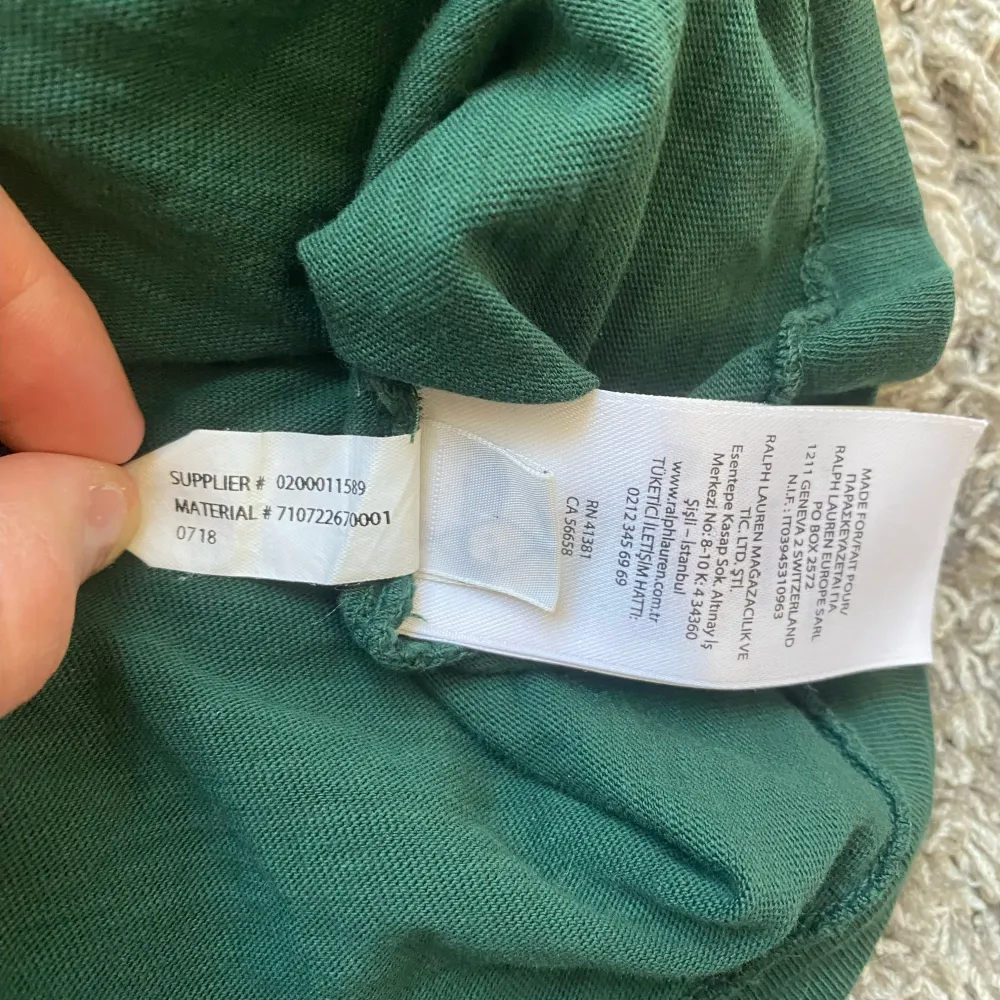 SUPPLIER # 0200011589
MATERIAL # 710722670001
0718
MADE FOR/FAIT POUR/
ΠΑΡΑΣΚΕΥΑΖΕΤΑΙ ΓΙΑ
RALPH LAUREN EUROPE SARL
PO BOX 2572
1211 GENEVA 2 SWITZERLAND
N.I.F.: IT03945310963
RALPH LAUREN MAĞAZACILIK VE
TİC. LTD. ŞTİ.
Esentepe Kasap Sok. Altınay İş
Merkezi No:8-10 K: 4 34360
Şişli – İstanbul
www.ralphlauren.com.tr
TÜKETİCİ İLETİŞİM HATTI:
0212 345 69 69
RN 41381
CA 56658